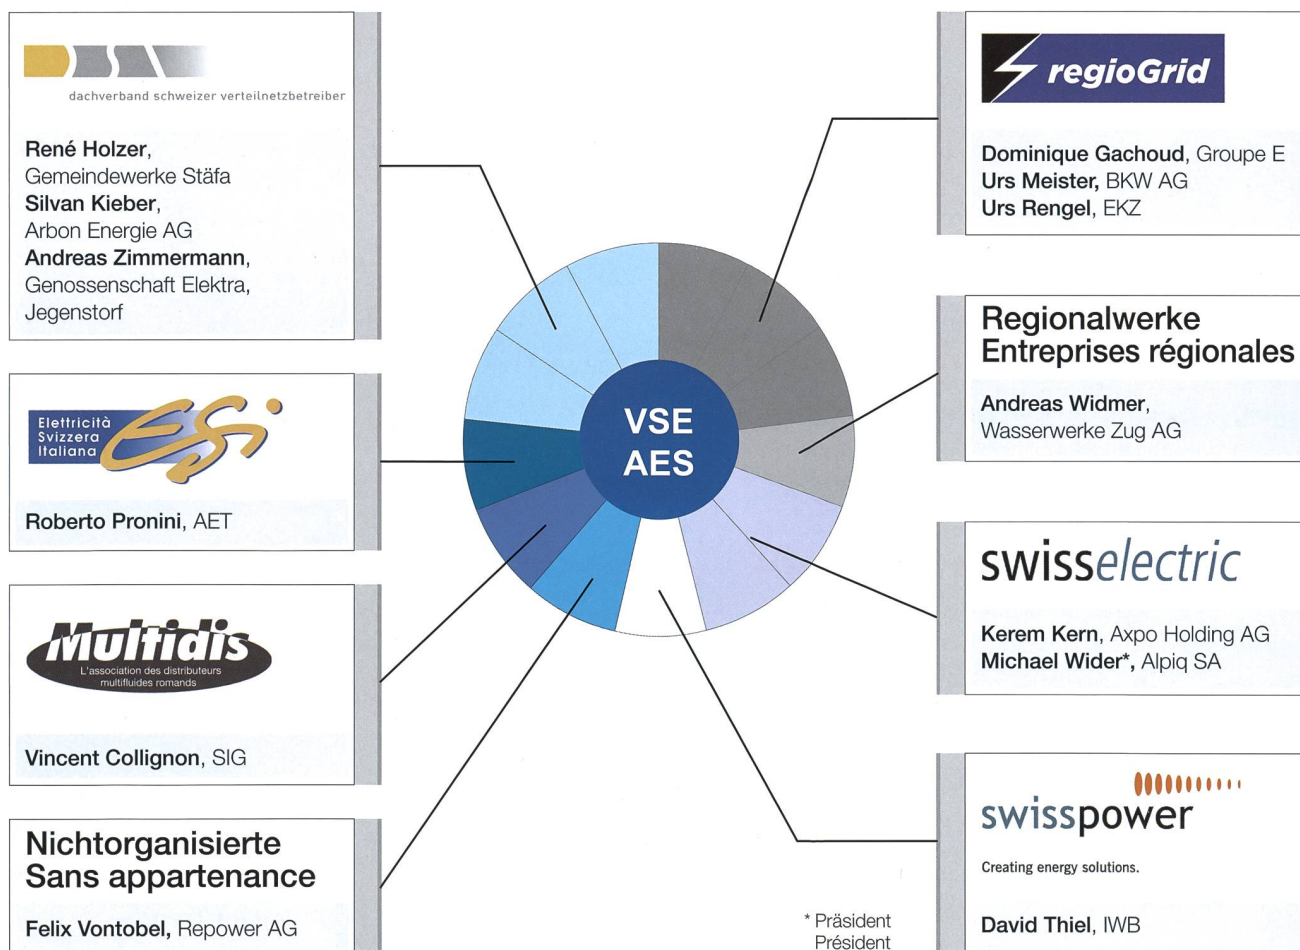 dachverband schweizer verteilnetzbetreiber
René Holzer,
Gemeindewerke Stäfa
Silvan Kieber,
Arbon Energie AG
Andreas Zimmermann,
Genossenschaft Elektra,
Jegenstorf
Elettricità
Svizzera
Italiana
esi
Roberto Pronini, AET
Multidis
L'association des distributeurs
multifluides romands
Vincent Collignon, SIG
Nichtorganisierte
Sans appartenance
Felix Vontobel, Repower AG
VSE
AES
regioGrid
Dominique Gachoud, Groupe E
Urs Meister, BKW AG
Urs Rengel, EKZ
Regionalwerke
Entreprises régionales
Andreas Widmer,
Wasserwerke Zug AG
swisselectric
Kerem Kern, Axpo Holding AG
Michael Wider*, Alpiq SA
swisspower
Creating energy solutions.
David Thiel, IWB
* Präsident
Président